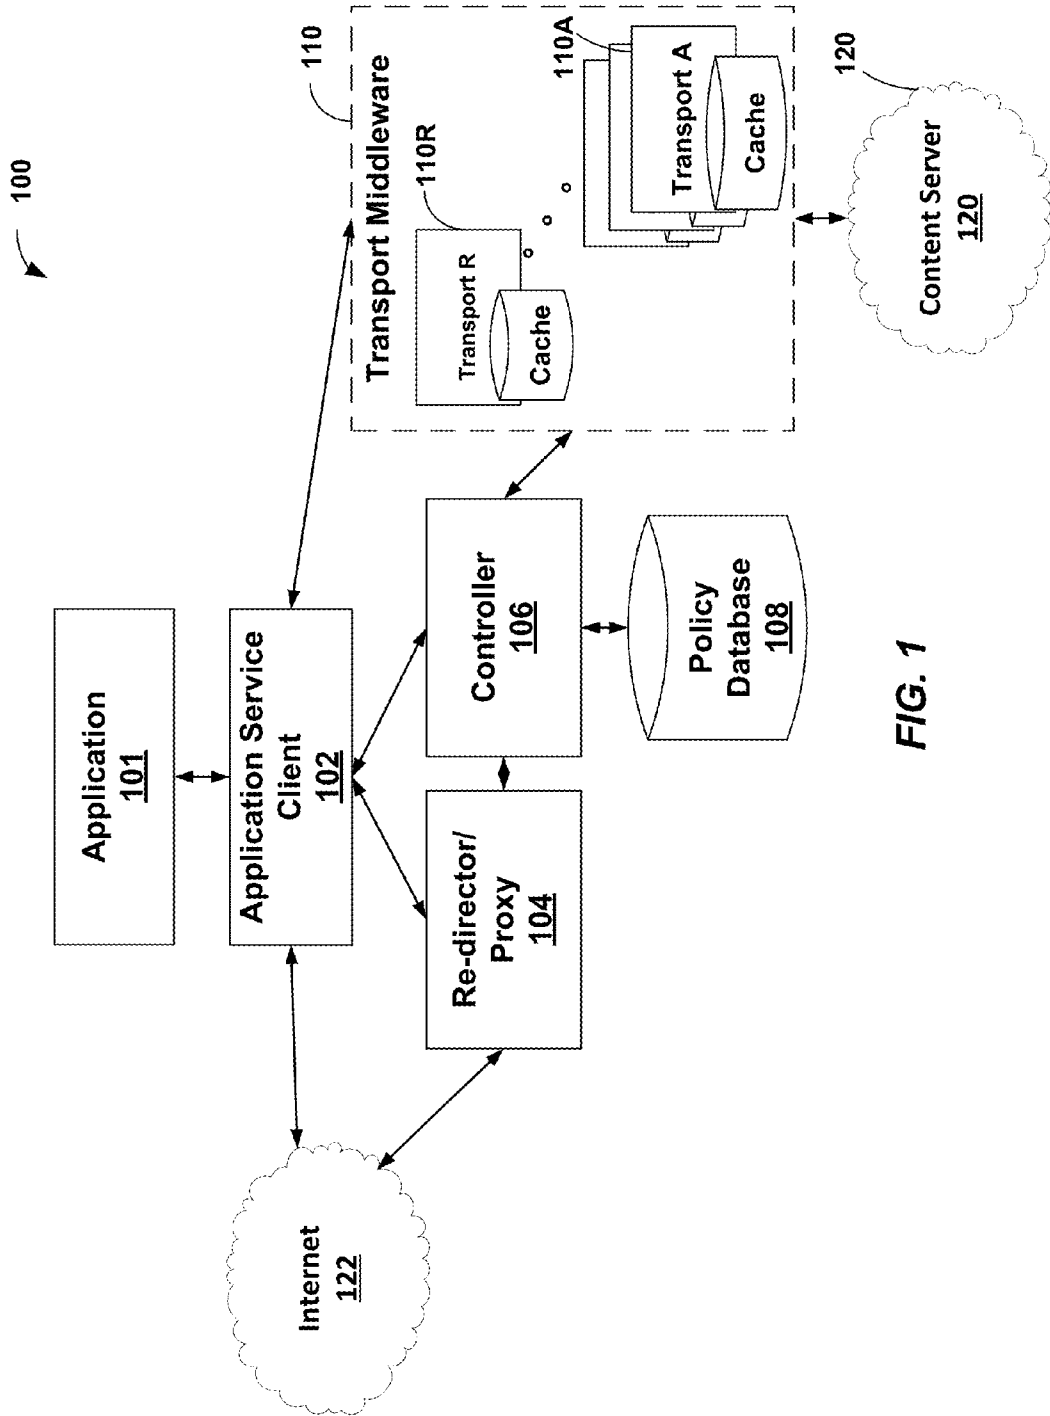 100
Application
101
Application Service
Client
102
Internet
122
Re-director/
Proxy
104
Controller
106
Policy
Database
108
110
Transport Middleware
110R
Transport R
Cache
110A
Transport A
Cache
120
Content Server
120
FIG. 1